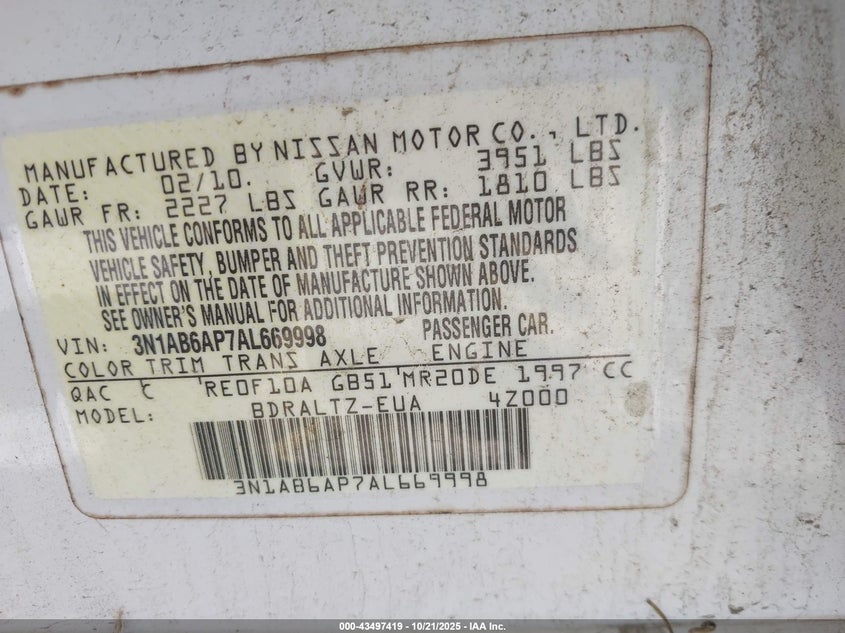 MANUFACTURED BY NISSAN MOTOR CO., LTD.
DATE: 02/10. GVWR: 3951 LBS
GAWR FR: 2227 LBS GAWR RR: 1810 LBS
THIS VEHICLE CONFORMS TO ALL APPLICABLE FEDERAL MOTOR
VEHICLE SAFETY, BUMPER AND THEFT PREVENTION STANDARDS
IN EFFECT ON THE DATE OF MANUFACTURE SHOWN ABOVE.
SEE OWNER'S MANUAL FOR ADDITIONAL INFORMATION.
VIN: 3N1AB6AP7AL669998 PASSENGER CAR.
COLOR TRIM TRANS AXLE ENGINE
QAC C RE0F10A GB51 MR20DE 1997 CC
MODEL: BDRALTZ-EUA 4Z000
3N1AB6AP7AL669998
000-43497419 - 10/21/2025 - IAA Inc.